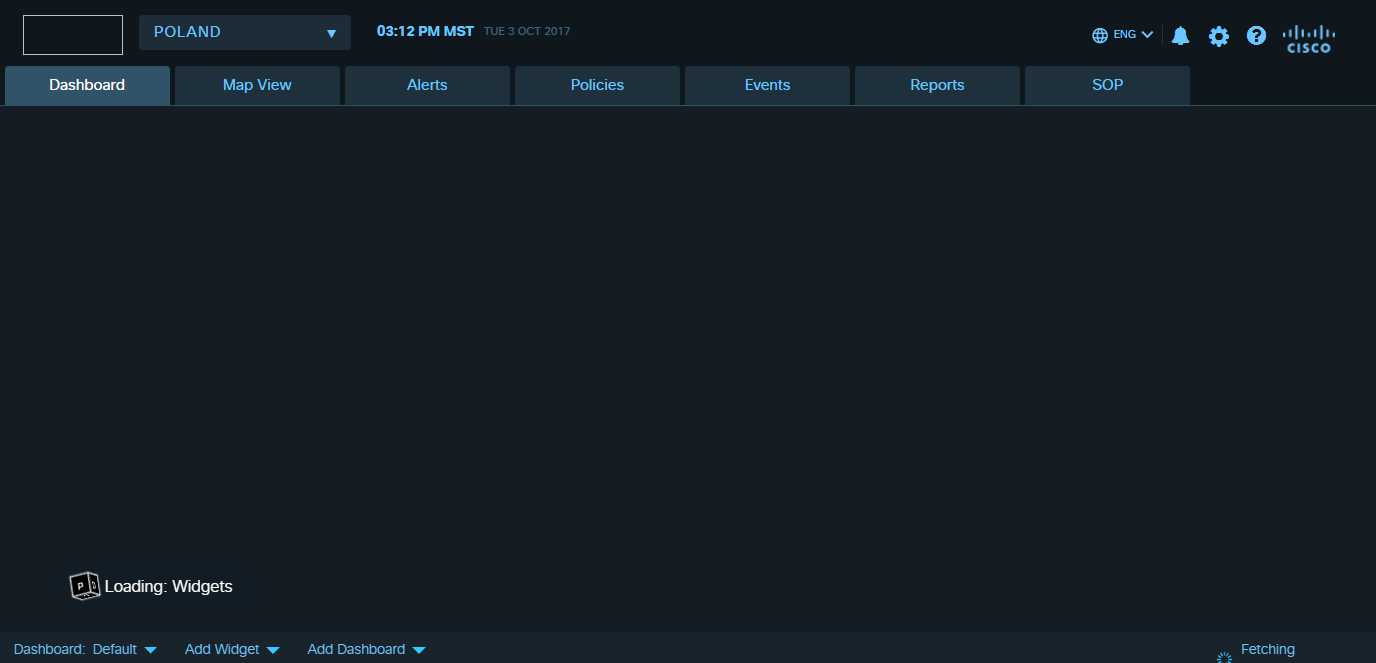 POLAND
03:12 PM MST TUE 3 OCT 2017
ENG
CISCO
Dashboard Map View Alerts Policies Events Reports SOP
Loading: Widgets
Dashboard: Default Add Widget Add Dashboard Fetching